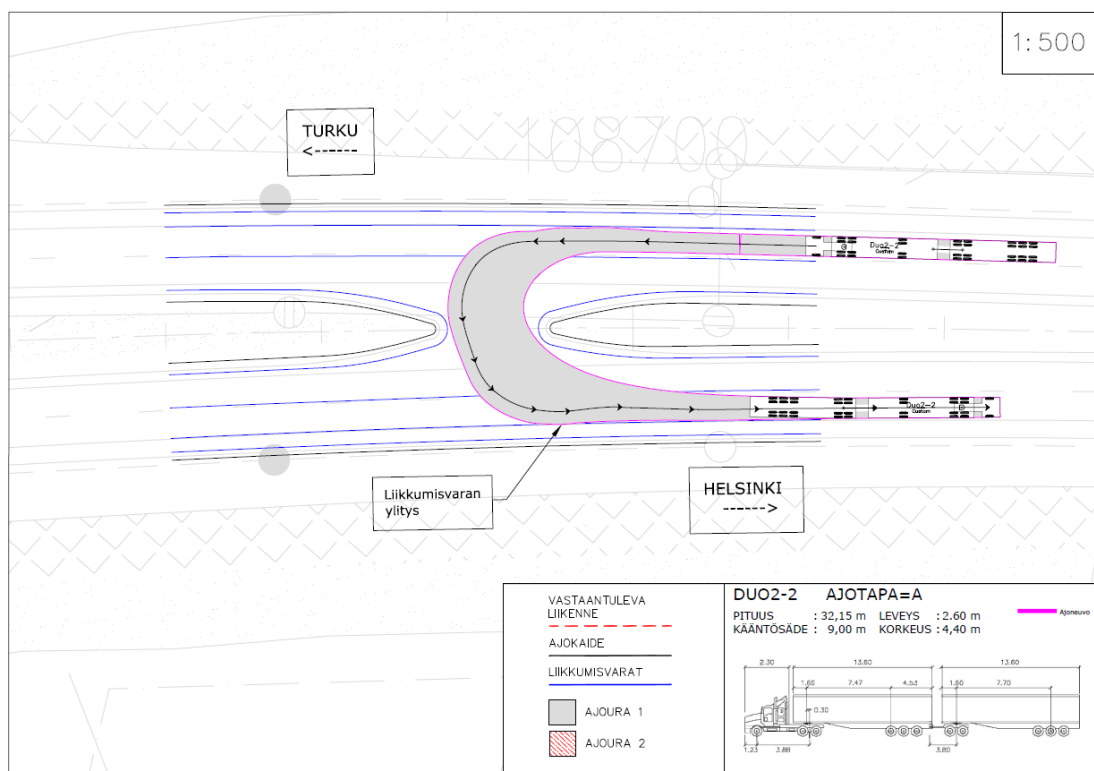 1:500
TURKU
<-----
108700
Duo2-2
Custom
Duo2-2
Custom
Liikkumisvaran
ylitys
HELSINKI
----->
VASTAANTULEVA
LIIKENNE
AJOKAIDE
LIIKKUMISVARAT
AJOURA 1
AJOURA 2
DUO2-2 AJOTAPA=A
PITUUS : 32,15 m LEVEYS : 2.60 m
KÄÄNTÖSÄDE : 9,00 m KORKEUS : 4,40 m
Ajoneuvo
2.30 13.60 13.60
1.65 7.47 4.53 1.50 7.70
0.30
1.23 3.88 3.80